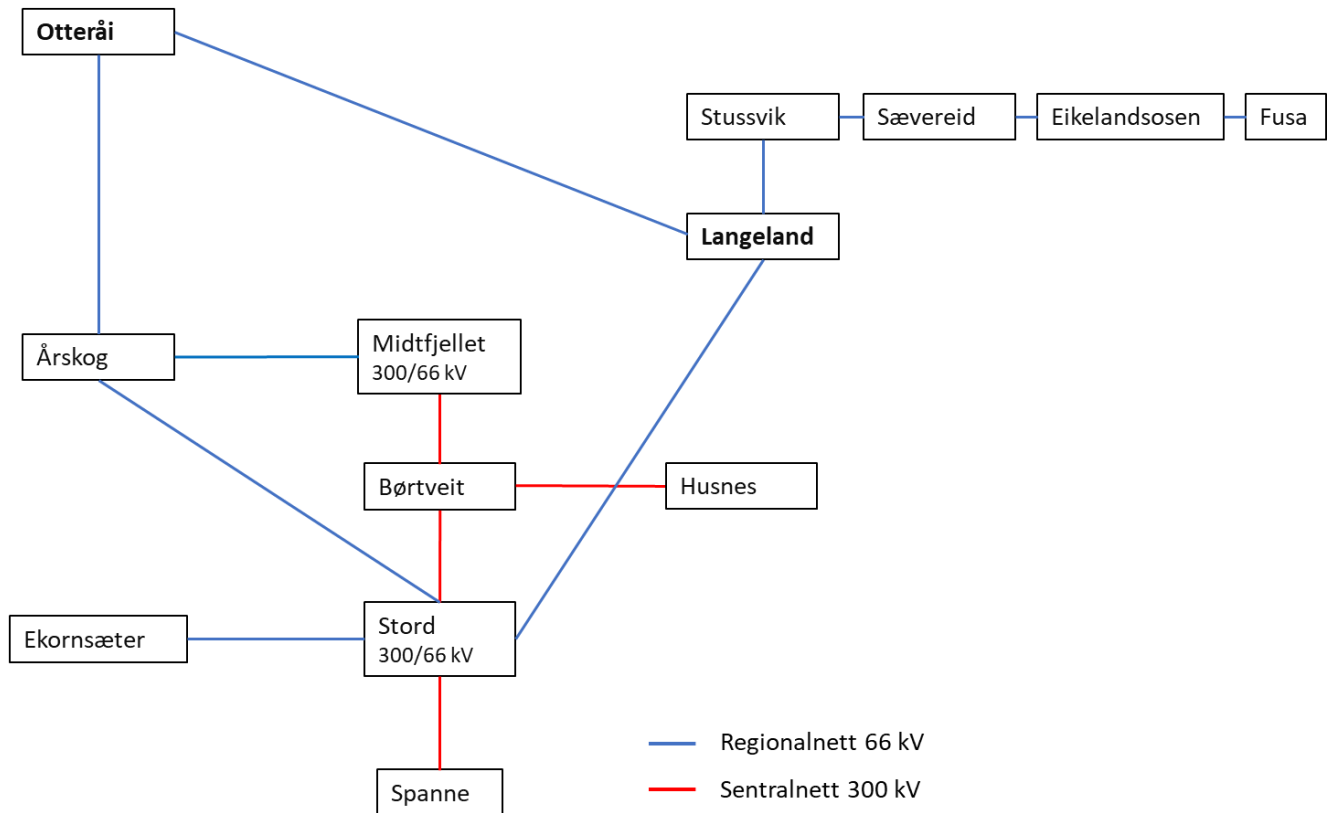 Otteråi
Stussvik
Sævereid
Eikelandsosen
Fusa
Langeland
Årskog
Midtfjellet
300/66 kV
Børtveit
Husnes
Ekornsæter
Stord
300/66 kV
Regionalnett 66 kV
Sentralnett 300 kV
Spanne